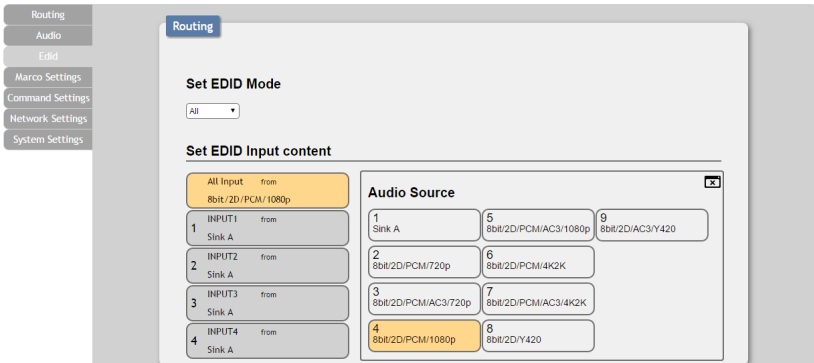 Routing
Audio
Edid
Marco Settings
Command Settings
Network Settings
System Settings
Routing
Set EDID Mode
All
Set EDID Input content
All Input from
8bit/2D/PCM/1080p
1 INPUT1 from
Sink A
2 INPUT2 from
Sink A
3 INPUT3 from
Sink A
4 INPUT4 from
Sink A
Audio Source
1
Sink A
2
8bit/2D/PCM/720p
3
8bit/2D/PCM/AC3/720p
4
8bit/2D/PCM/1080p
5
8bit/2D/PCM/AC3/1080p
6
8bit/2D/PCM/4K2K
7
8bit/2D/PCM/AC3/4K2K
8
8bit/2D/Y420
9
8bit/2D/AC3/Y420